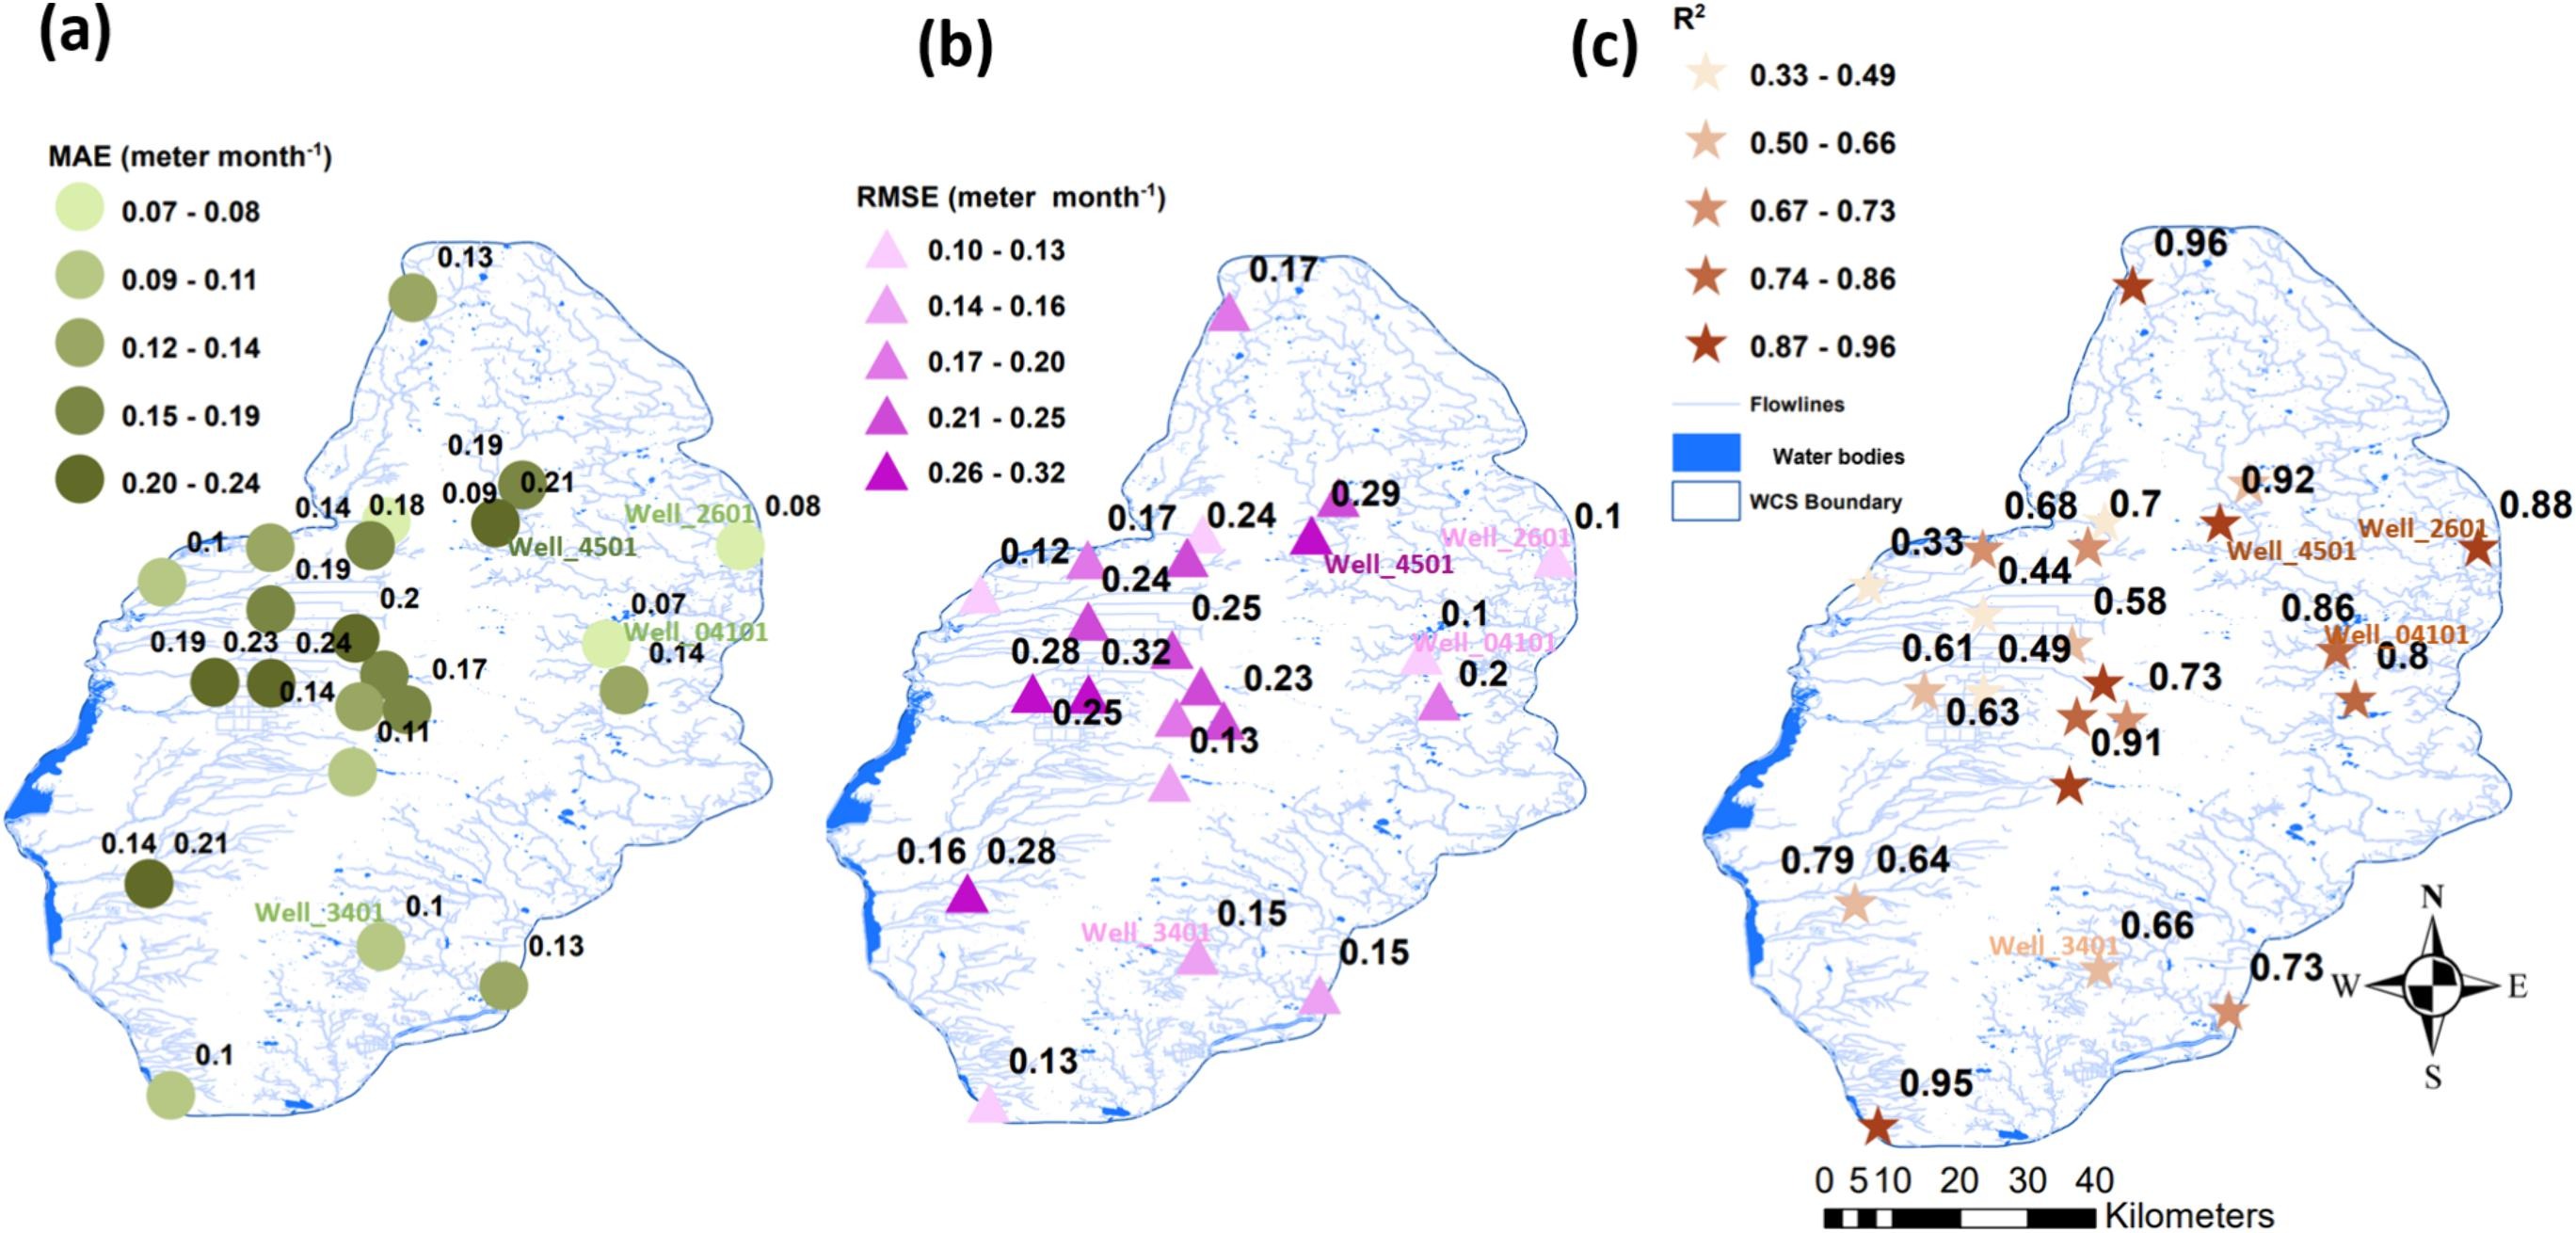 (a)
MAE (meter month-1)
0.07 - 0.08
0.09 - 0.11
0.12 - 0.14
0.15 - 0.19
0.20 - 0.24
0.13
0.19
0.21
0.09
0.14
0.18
Well_2601
0.08
0.1
Well_4501
0.19
0.2
0.07
Well_04101
0.19
0.23
0.24
0.14
0.17
0.14
0.11
0.14
0.21
Well_3401
0.1
0.13
0.1
(b)
RMSE (meter month-1)
0.10 - 0.13
0.14 - 0.16
0.17 - 0.20
0.21 - 0.25
0.26 - 0.32
0.17
0.29
0.17
0.24
0.1
Well_2601
0.12
Well_4501
0.24
0.25
0.1
Well_04101
0.28
0.32
0.2
0.23
0.25
0.13
0.16
0.28
0.15
Well_3401
0.15
0.13
(c)
R2
0.33 - 0.49
0.50 - 0.66
0.67 - 0.73
0.74 - 0.86
0.87 - 0.96
Flowlines
Water bodies
WCS Boundary
0.96
0.92
0.68
0.7
0.88
Well_2601
0.33
Well_4501
0.44
0.58
0.86
Well_04101
0.61
0.49
0.8
0.73
0.63
0.91
0.79
0.64
0.66
Well_3401
0.73
0.95
N
W
E
S
0 5 10 20 30 40
Kilometers